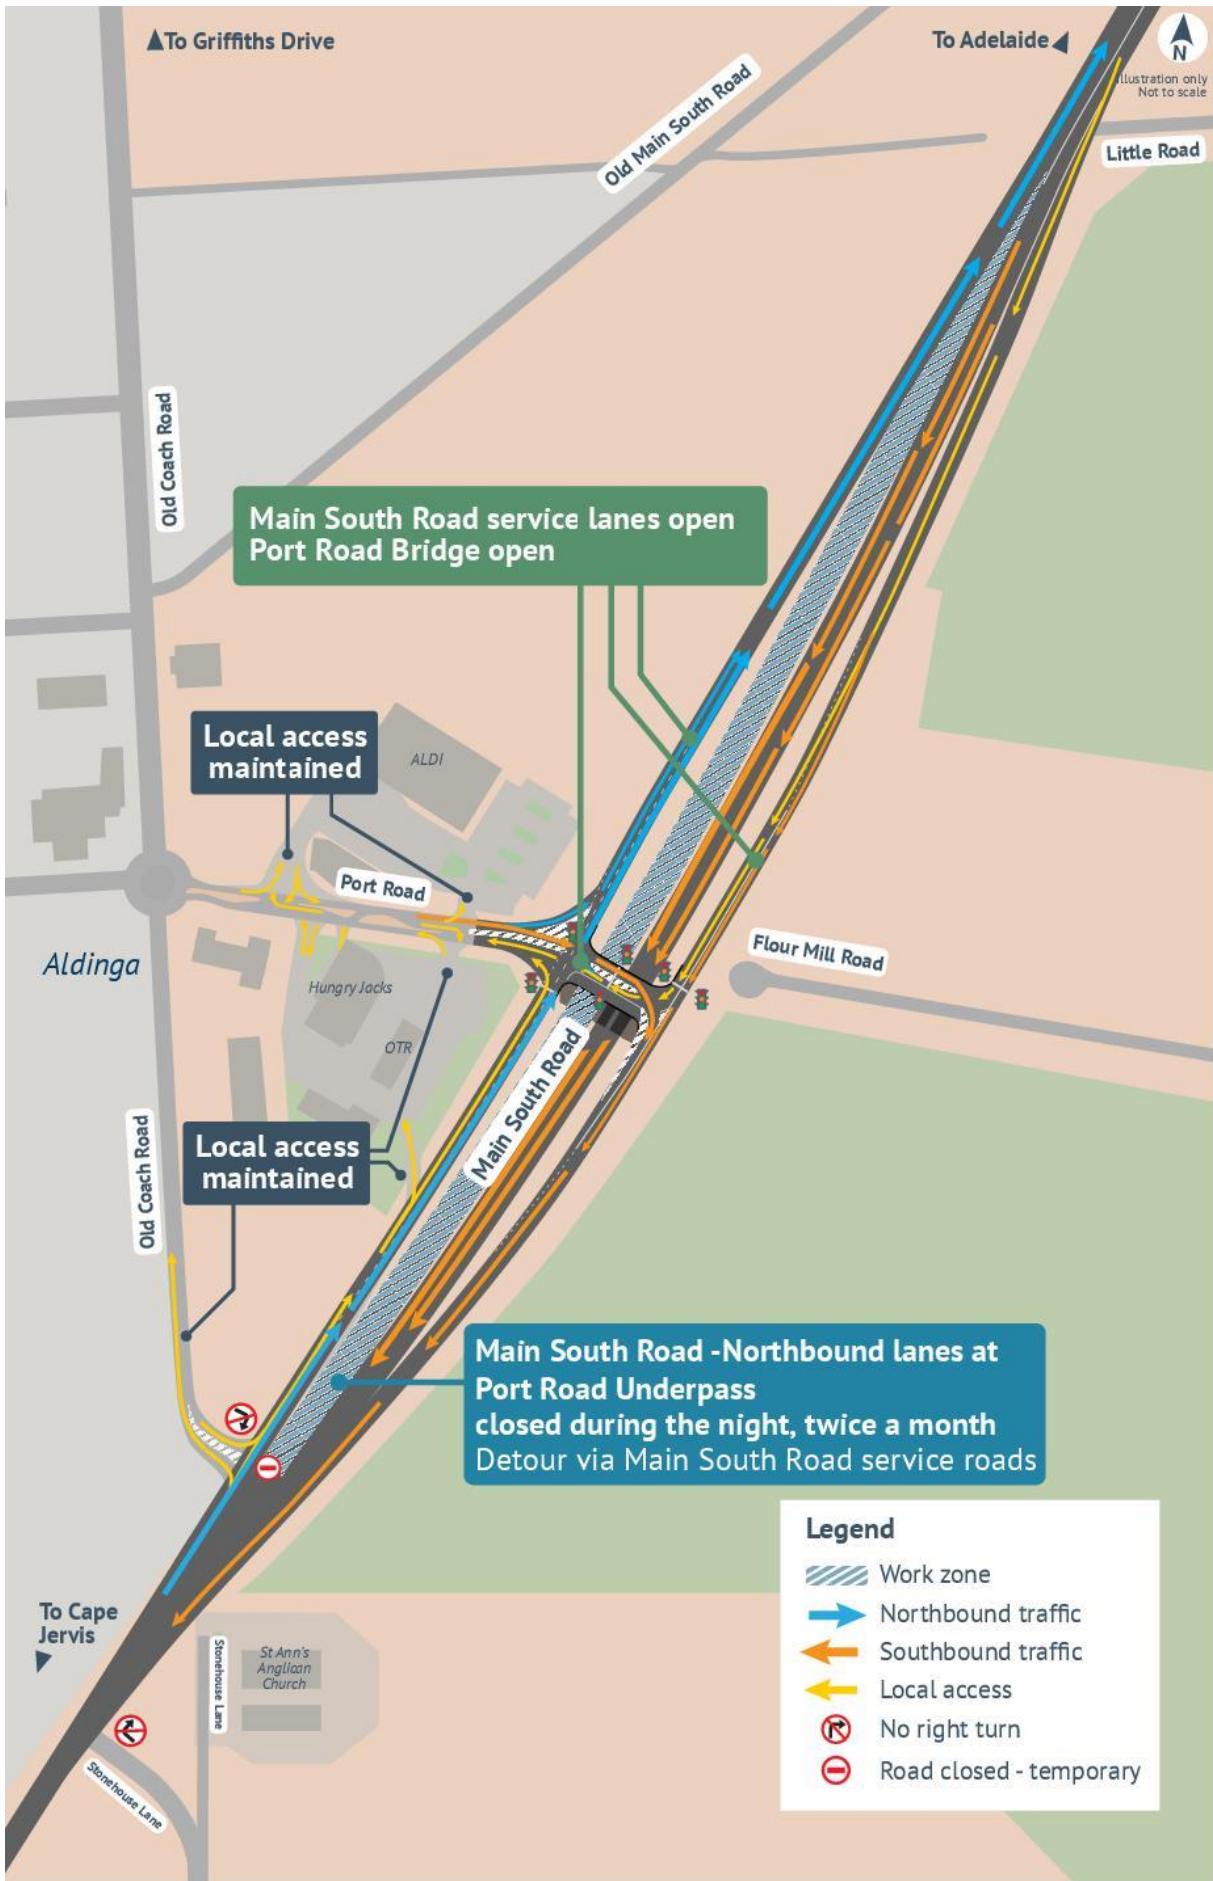 To Griffiths Drive
To Adelaide
N
Illustration only
Not to scale
Old Main South Road
Little Road
Old Coach Road
Main South Road service lanes open
Port Road Bridge open
Local access
maintained
ALDI
Port Road
Flour Mill Road
Aldinga
Hungry Jacks
OTR
Main South Road
Old Coach Road
Local access
maintained
Main South Road -Northbound lanes at
Port Road Underpass
closed during the night, twice a month
Detour via Main South Road service roads
Legend
Work zone
Northbound traffic
Southbound traffic
Local access
No right turn
Road closed - temporary
To Cape
Jervis
Stonehouse Lane
St Ann's
Anglican
Church
Stonehouse Lane